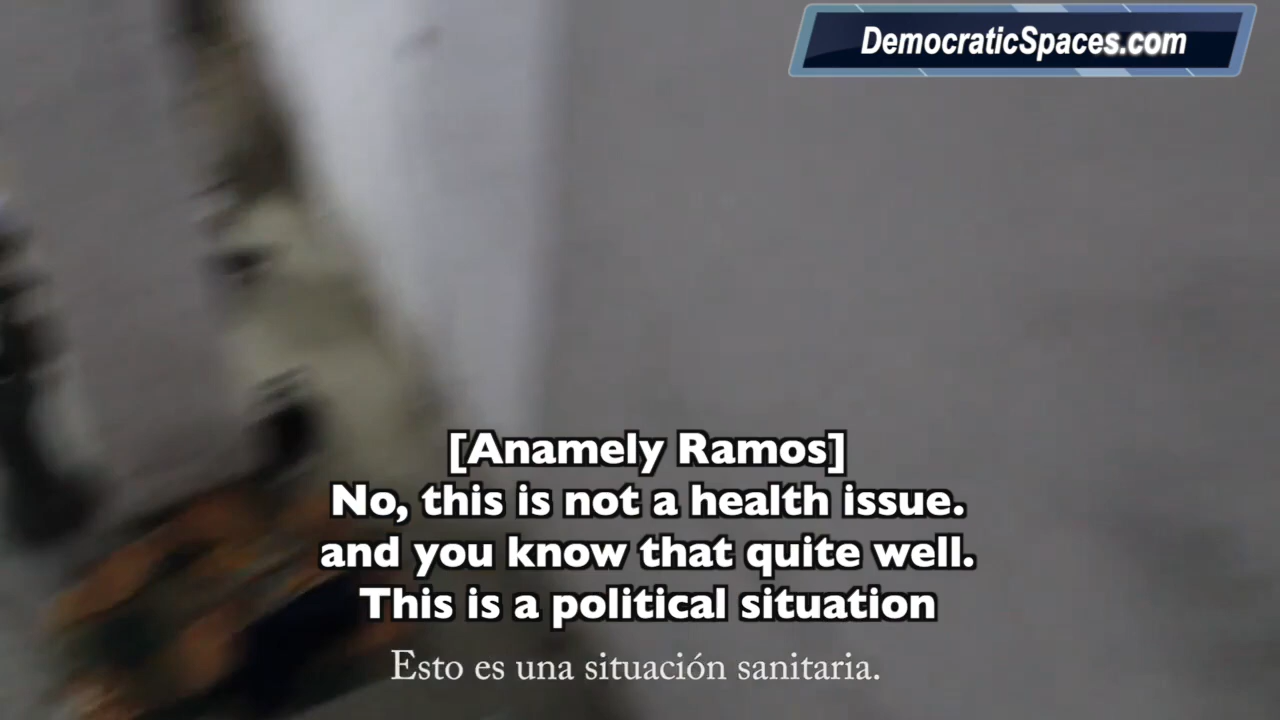 DemocraticSpaces.com
[Anamely Ramos]
No, this is not a health issue.
and you know that quite well.
This is a political situation
Esto es una situación sanitaria.